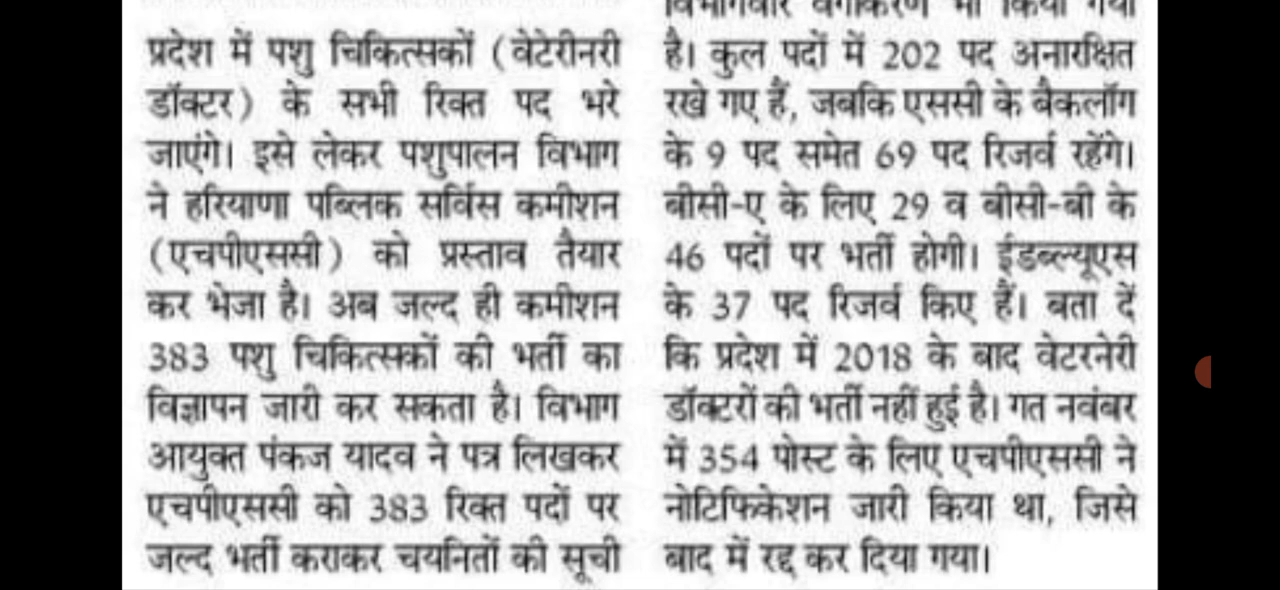 प्रदेश में पशु चिकित्सकों (वेटेरीनरी
डॉक्टर) के सभी रिक्त पद भरे
जाएंगे। इसे लेकर पशुपालन विभाग
ने हरियाणा पब्लिक सर्विस कमीशन
(एचपीएससी) को प्रस्ताव तैयार
कर भेजा है। अब जल्द ही कमीशन
383 पशु चिकित्सकों की भर्ती का
विज्ञापन जारी कर सकता है। विभाग
आयुक्त पंकज यादव ने पत्र लिखकर
एचपीएससी को 383 रिक्त पदों पर
जल्द भर्ती कराकर चयनितों की सूची
विभागवार वर्गीकरण भी किया गया
है। कुल पदों में 202 पद अनारक्षित
रखे गए हैं, जबकि एससी के बैकलॉग
के 9 पद समेत 69 पद रिजर्व रहेंगे।
बीसी-ए के लिए 29 व बीसी-बी के
46 पदों पर भर्ती होगी। ईडब्ल्यूएस
के 37 पद रिजर्व किए हैं। बता दें
कि प्रदेश में 2018 के बाद वेटरनेरी
डॉक्टरों की भर्ती नहीं हुई है। गत नवंबर
में 354 पोस्ट के लिए एचपीएससी ने
नोटिफिकेशन जारी किया था, जिसे
बाद में रद्द कर दिया गया।